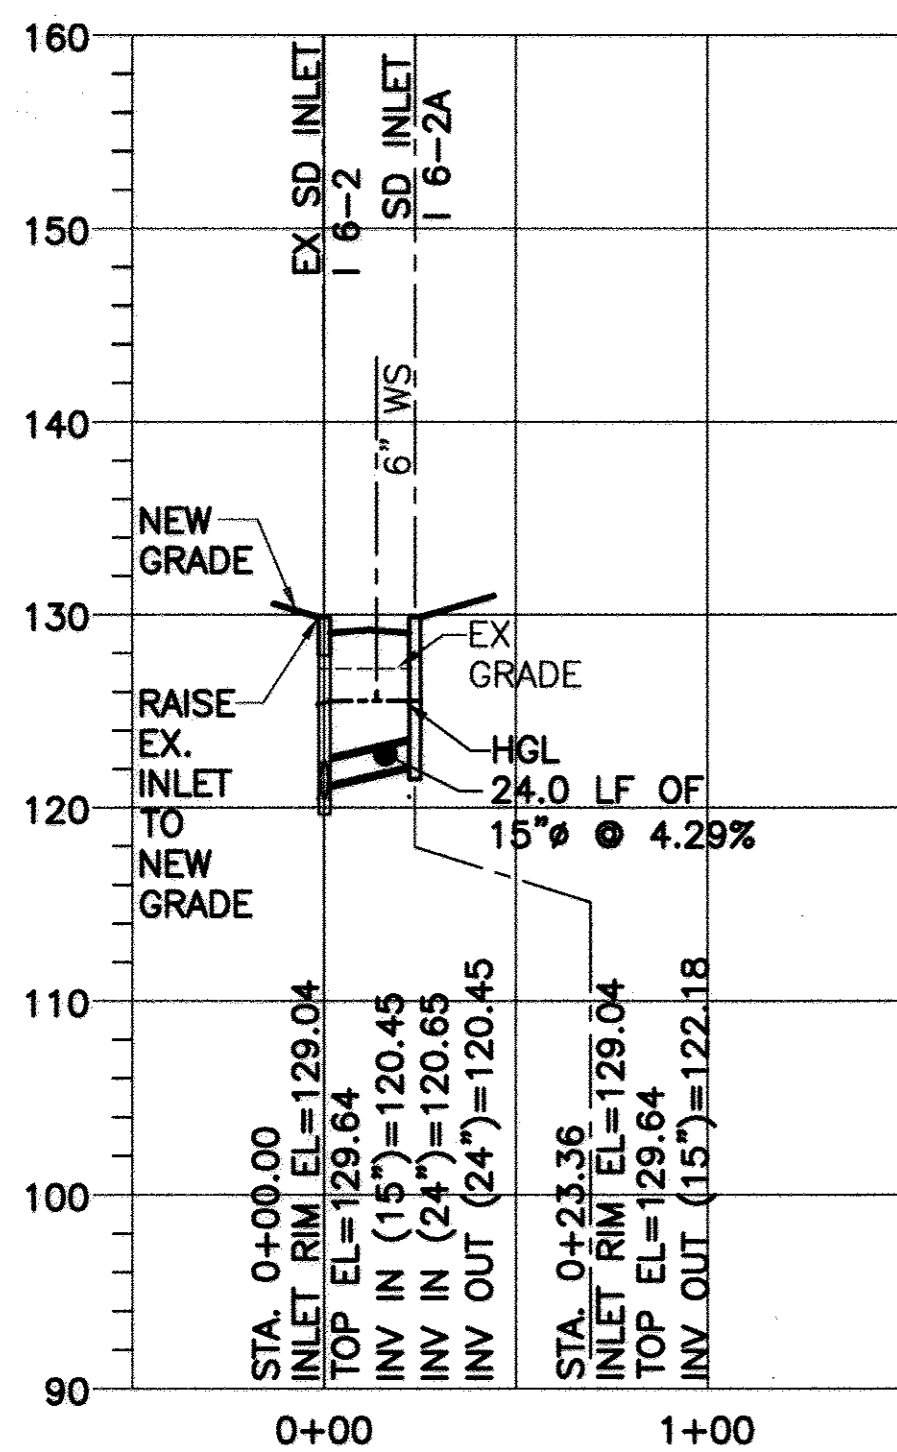 160
150
140
130
120
110
100
90
EX SD INLET
I 6-2
SD INLET
I 6-2A
6" WS
NEW
GRADE
RAISE
EX.
INLET
TO
NEW
GRADE
EX
GRADE
HGL
24.0 LF OF
15"ø @ 4.29%
STA. 0+00.00
INLET RIM EL=129.04
TOP EL=129.64
INV IN (15")=120.45
INV IN (24")=120.65
INV OUT (24")=120.45
STA. 0+23.36
INLET RIM EL=129.04
TOP EL=129.64
INV OUT (15")=122.18
0+00
1+00